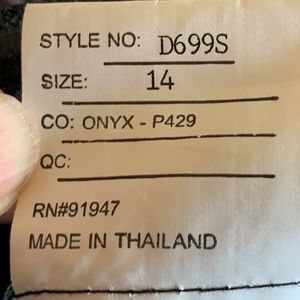 STYLE NO: D699S
SIZE: 14
CO: ONYX - P429
QC:
RN#91947
MADE IN THAILAND